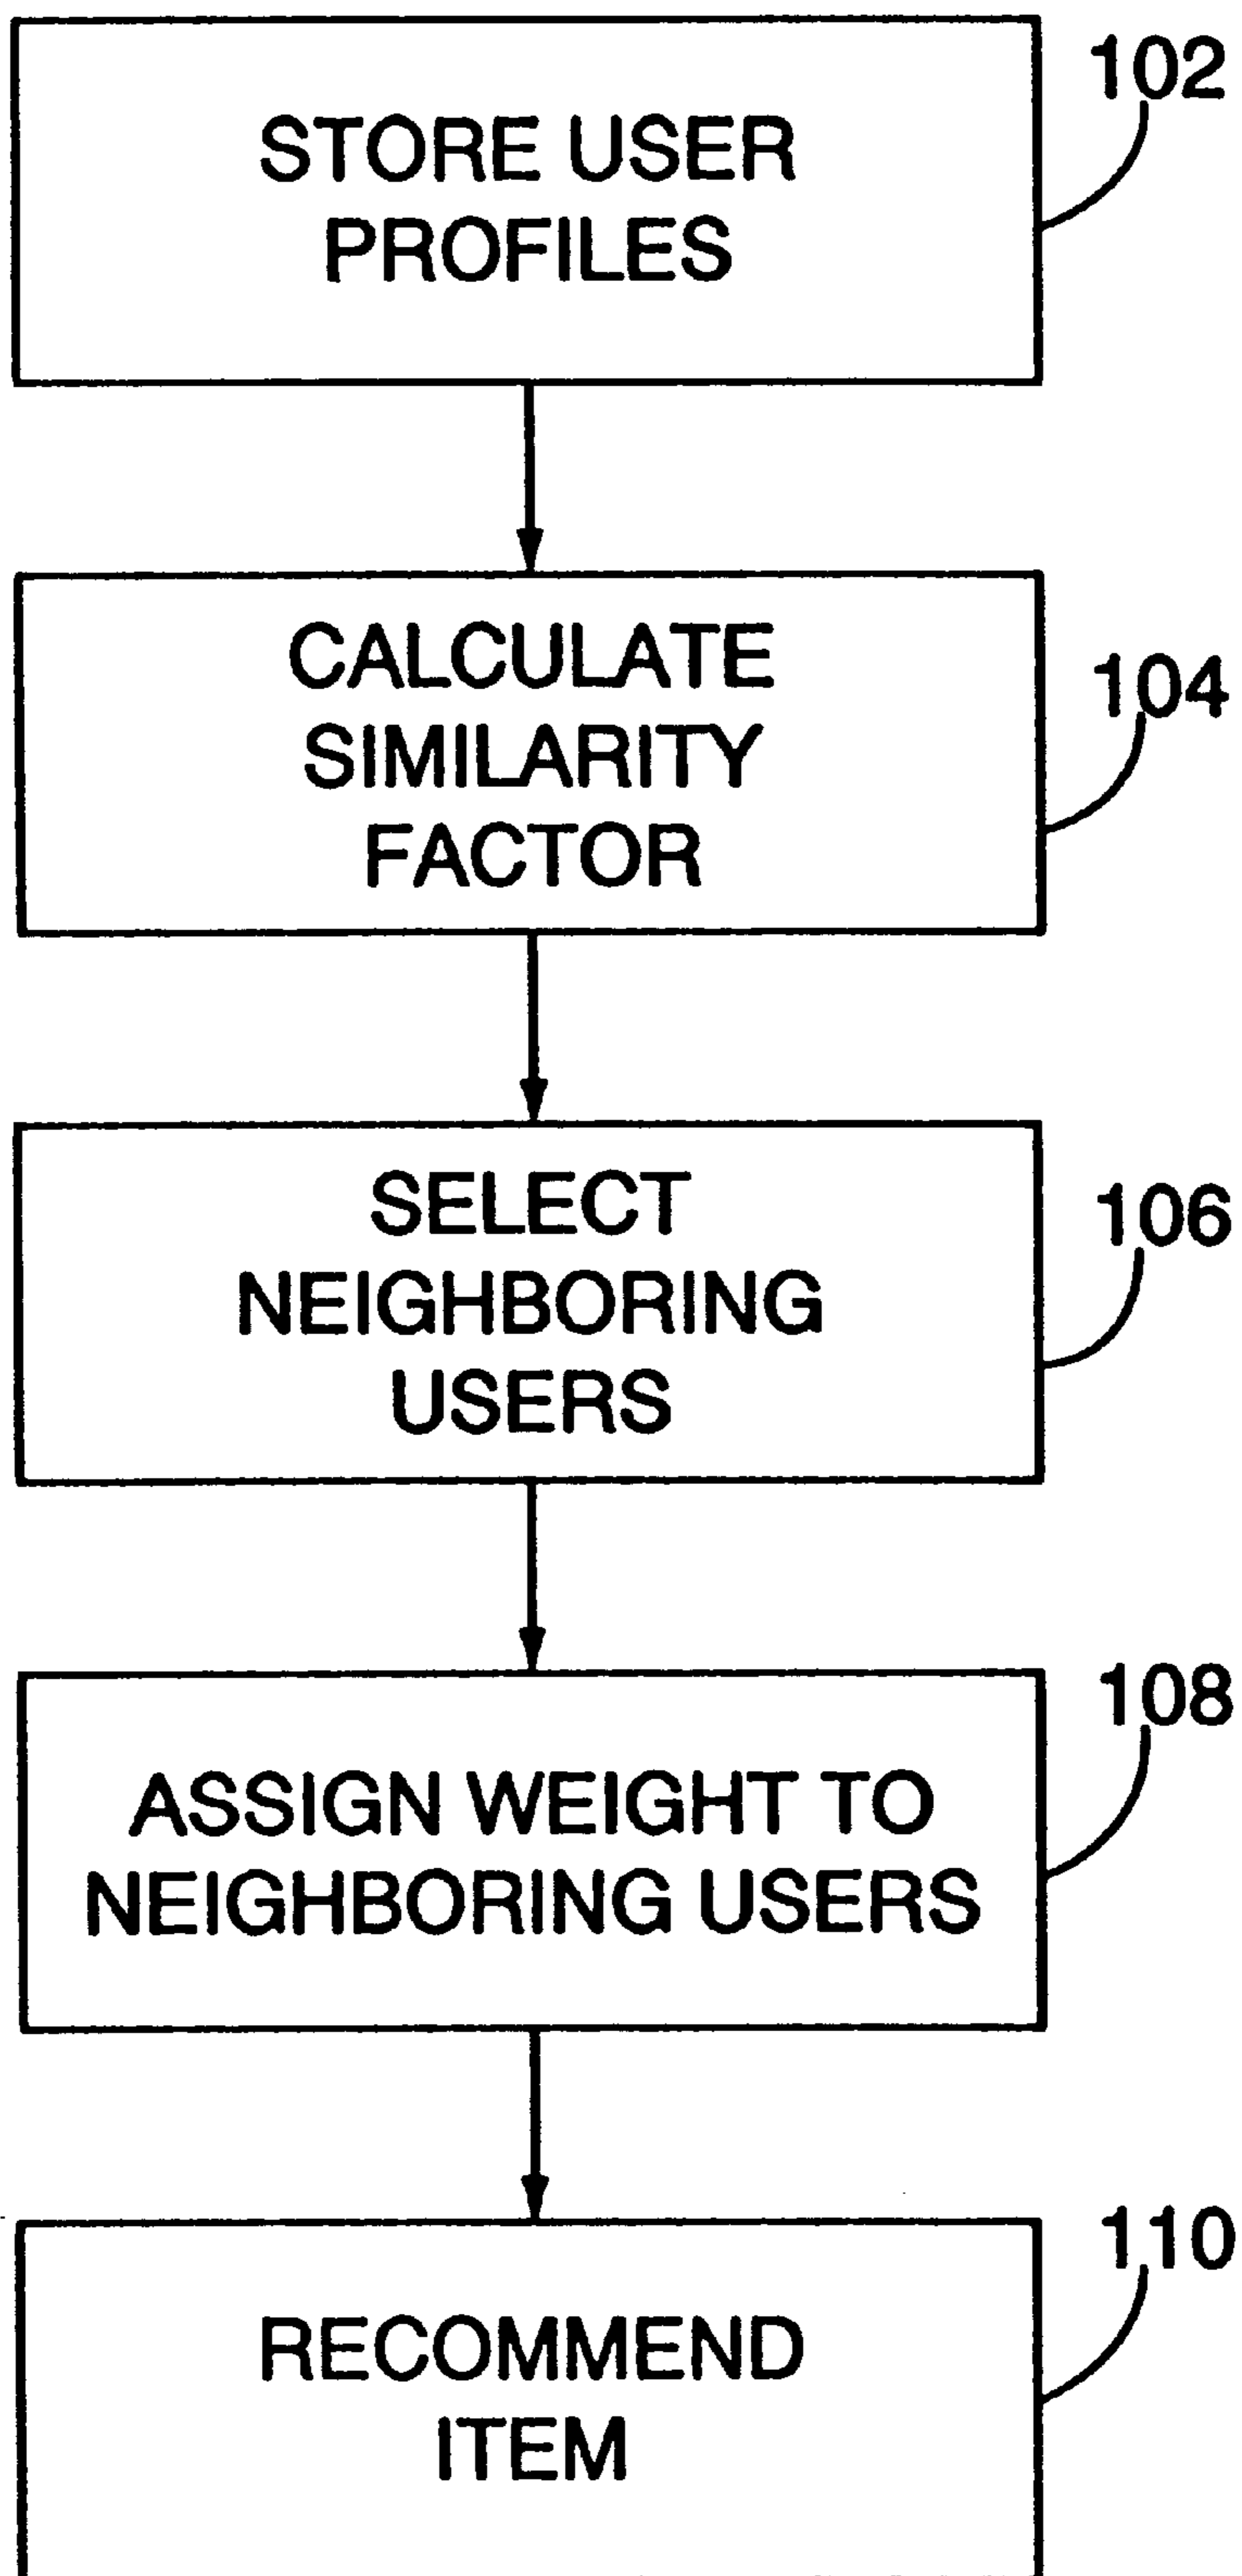 STORE USER
PROFILES
102
CALCULATE
SIMILARITY
FACTOR
104
SELECT
NEIGHBORING
USERS
106
ASSIGN WEIGHT TO
NEIGHBORING USERS
108
RECOMMEND
ITEM
110